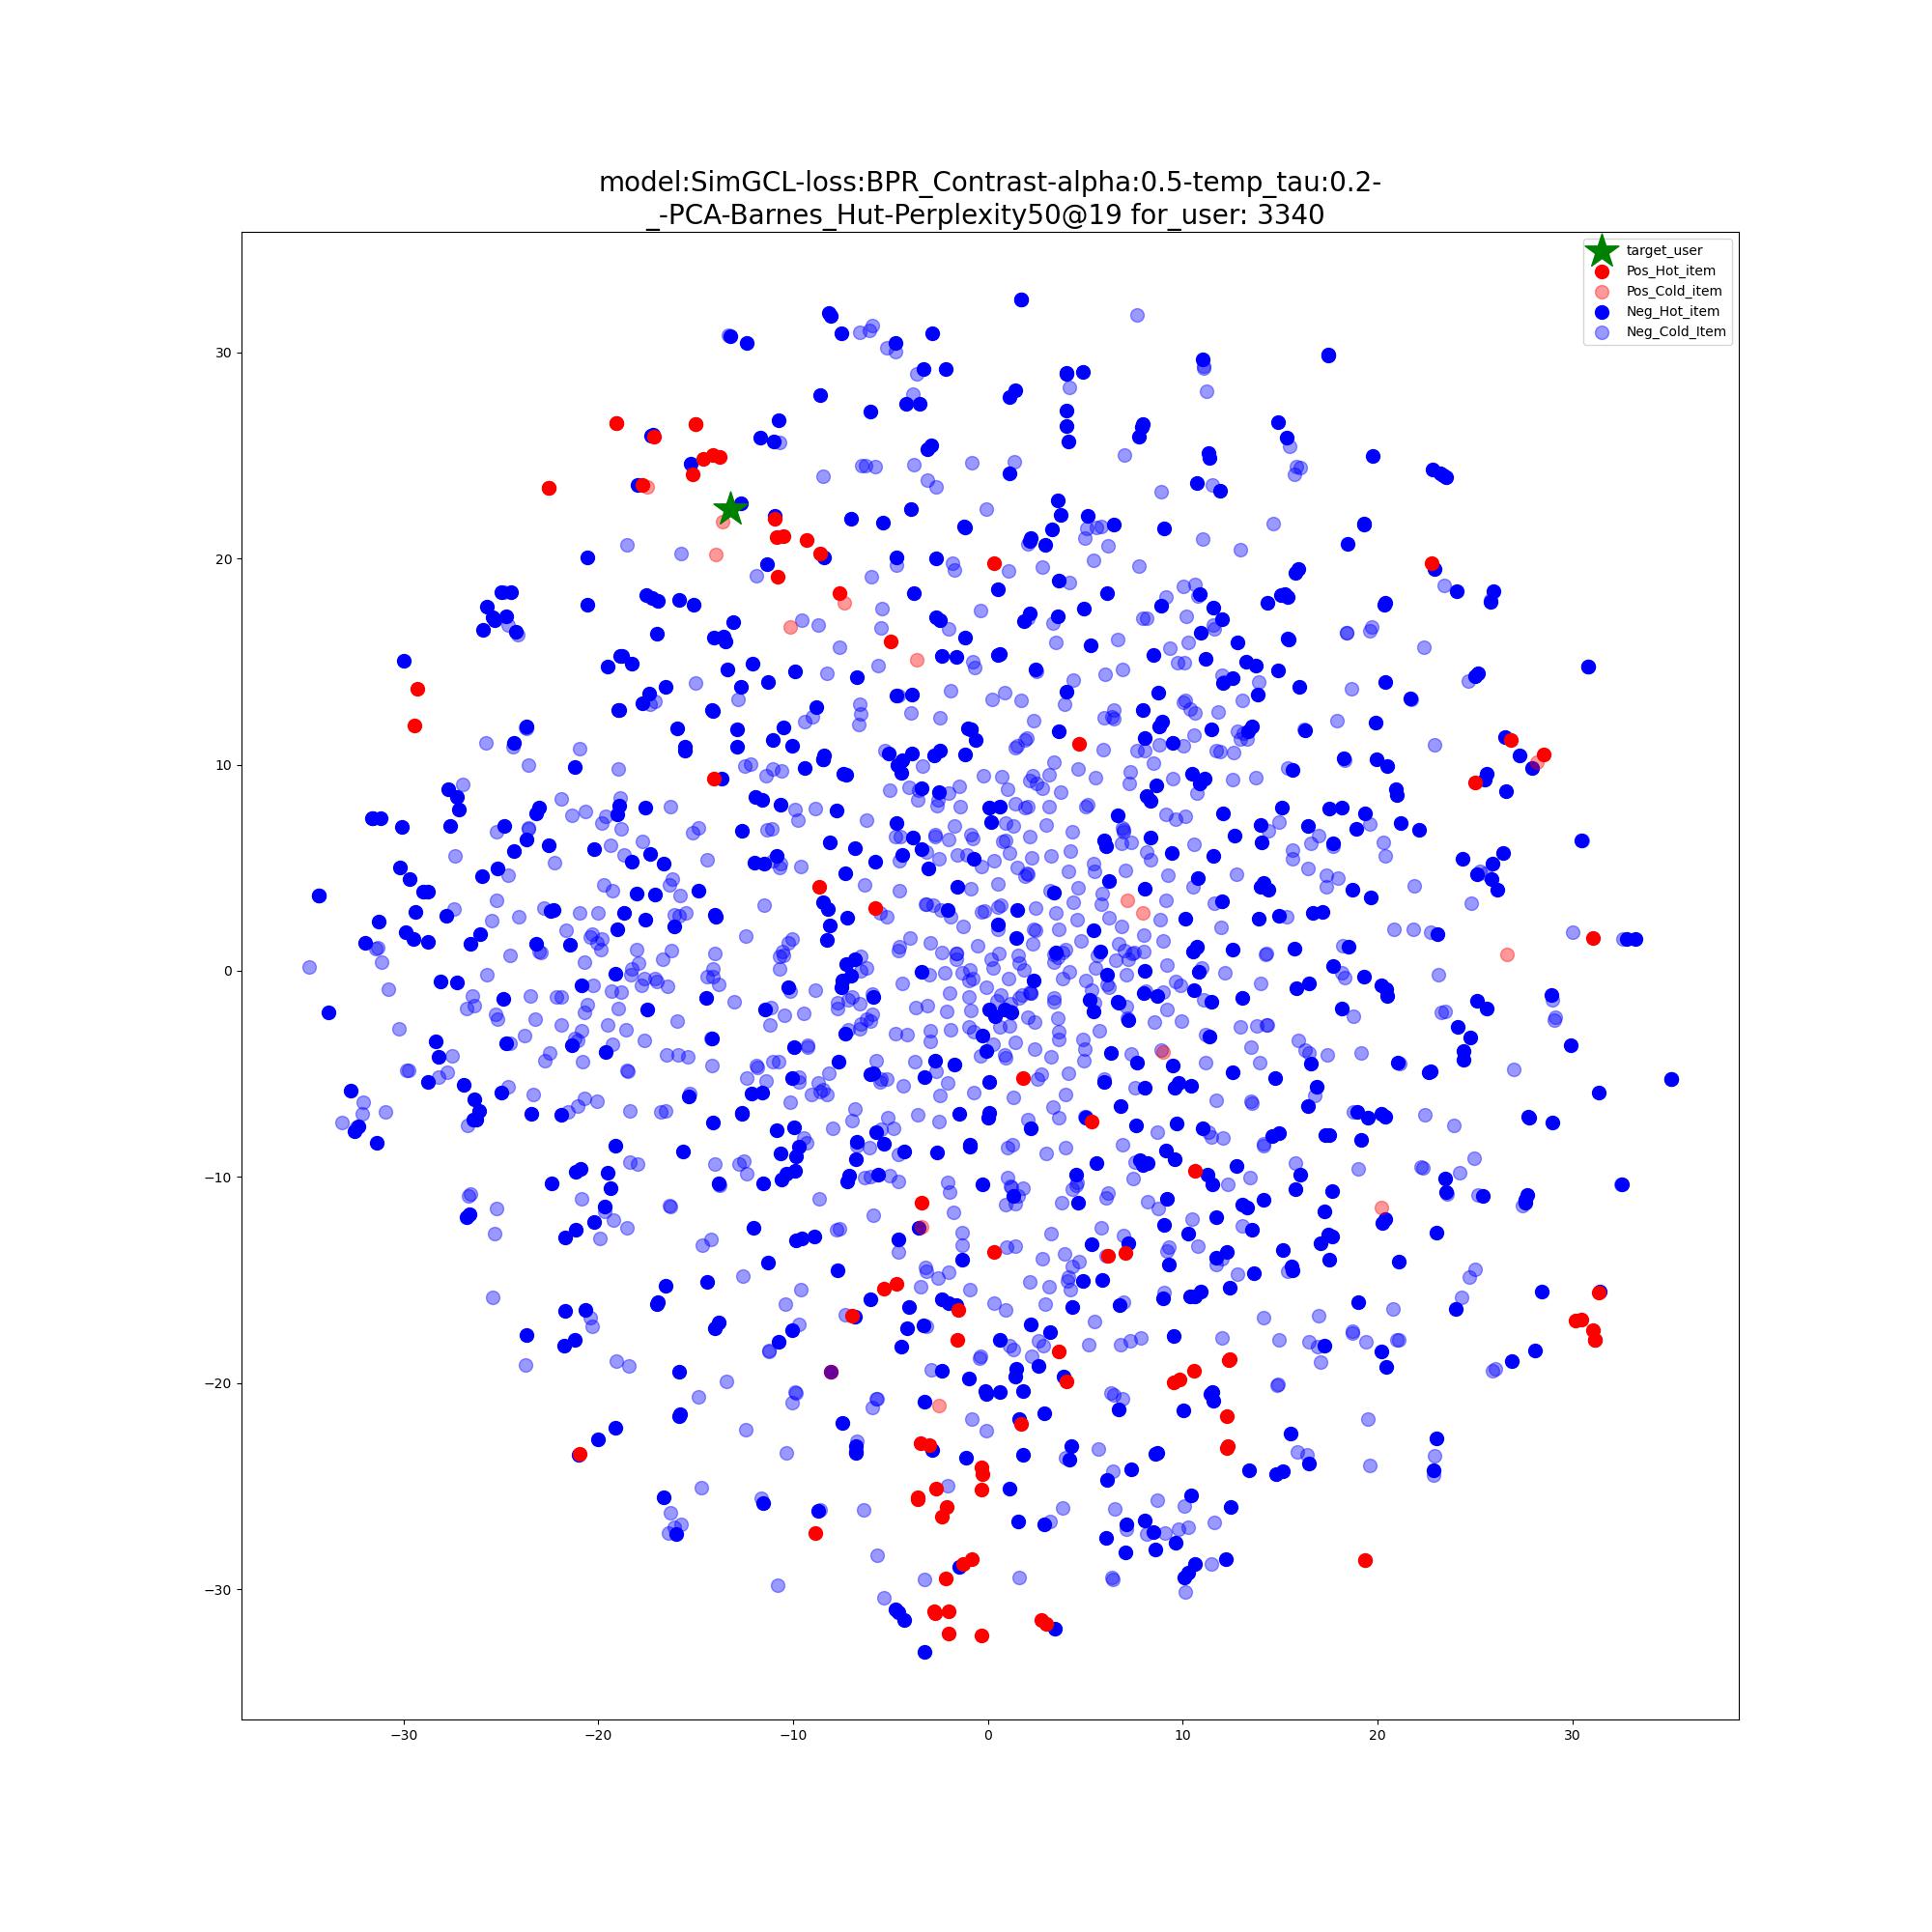 model:SimGCL-loss:BPR_Contrast-alpha:0.5-temp_tau:0.2-
_-PCA-Barnes_Hut-Perplexity50@19 for_user: 3340
target_user
Pos_Hot_item
Pos_Cold_item
Neg_Hot_item
Neg_Cold_Item
30
20
10
0
−10
−20
−30
−30 −20 −10 0 10 20 30